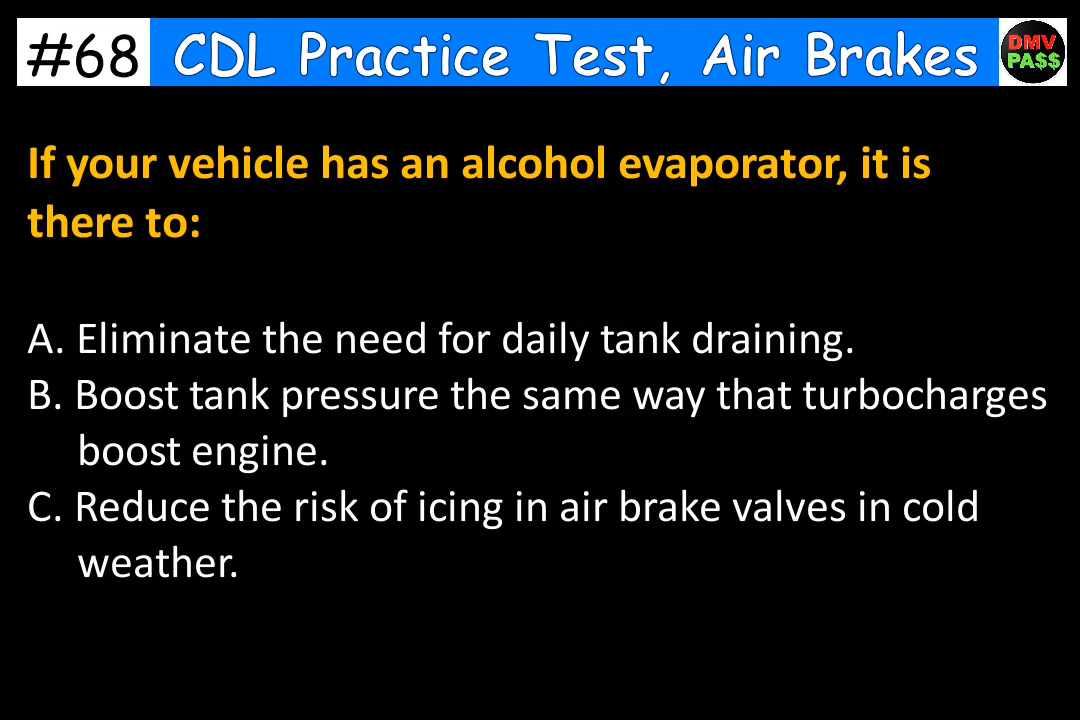 #68 CDL Practice Test, Air Brakes DMV
PA$$
If your vehicle has an alcohol evaporator, it is
there to:
A. Eliminate the need for daily tank draining.
B. Boost tank pressure the same way that turbocharges
boost engine.
C. Reduce the risk of icing in air brake valves in cold
weather.